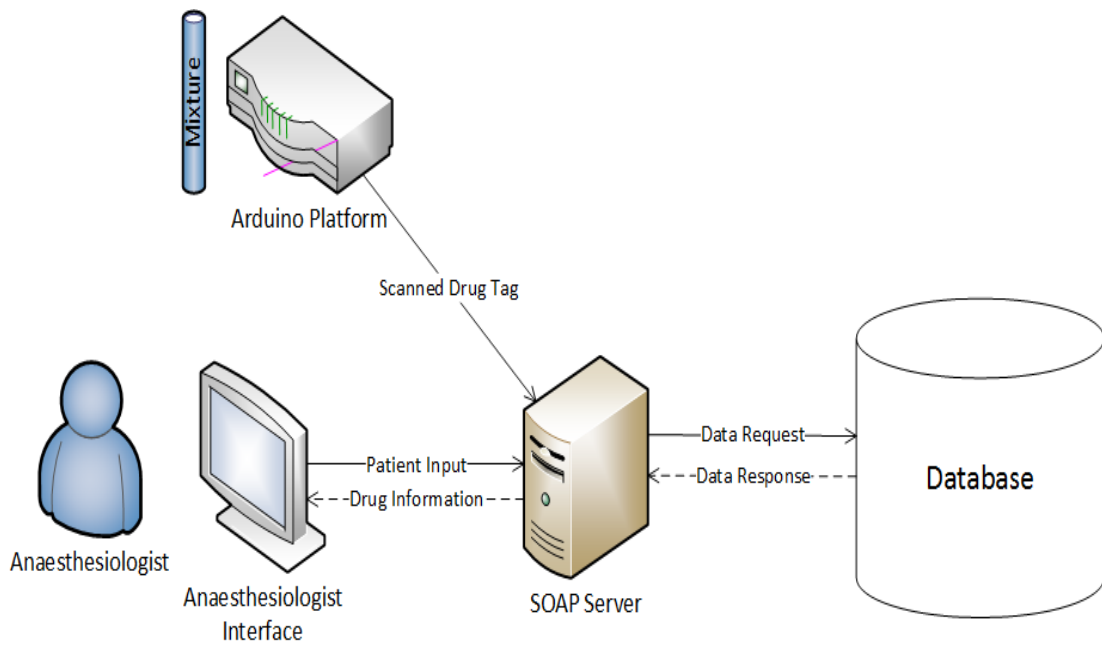 Mixture
Arduino Platform
Scanned Drug Tag
Patient Input
Drug Information
Data Request
Data Response
Database
Anaesthesiologist
Anaesthesiologist
Interface
SOAP Server